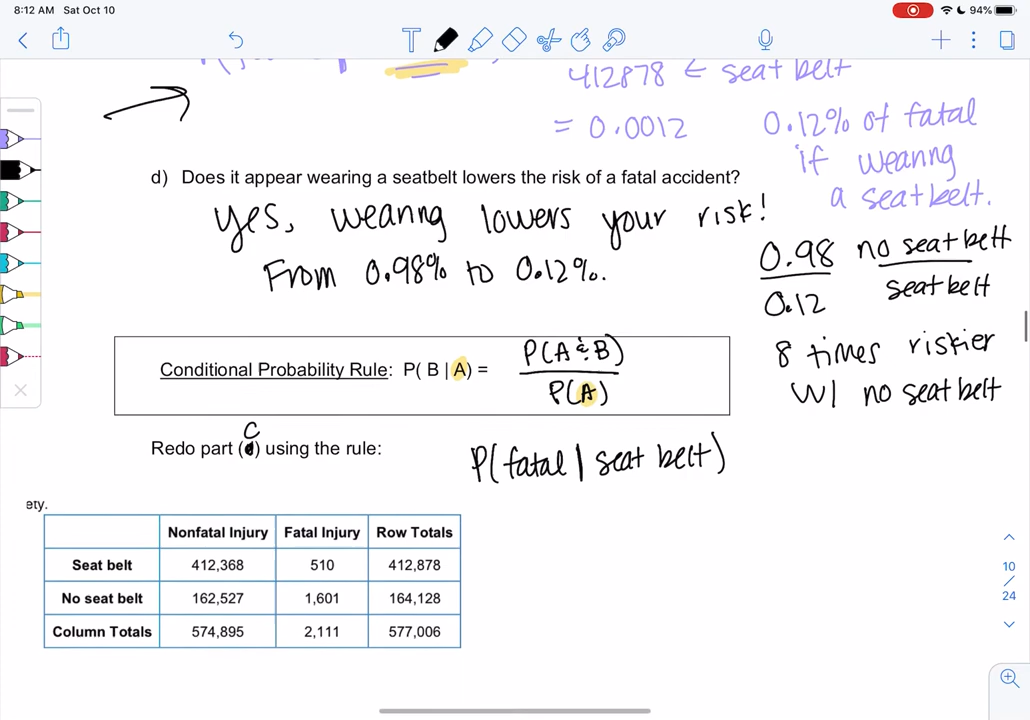 8:12 AM Sat Oct 10
94%
412878 ← seat belt
= 0.0012
0.12% of fatal
if wearing
a seatbelt.
d) Does it appear wearing a seatbelt lowers the risk of a fatal accident?
yes, wearing lowers your risk!
From 0.98% to 0.12%.
0.98 no seat belt
0.12 seat belt
8 times riskier
w/ no seat belt
Conditional Probability Rule: P( B | A) = P(A & B)
P(A)
c
Redo part ( ) using the rule:
P(fatal | seat belt)
ety.
Nonfatal Injury Fatal Injury Row Totals
Seat belt 412,368 510 412,878
No seat belt 162,527 1,601 164,128
Column Totals 574,895 2,111 577,006
10
/
24